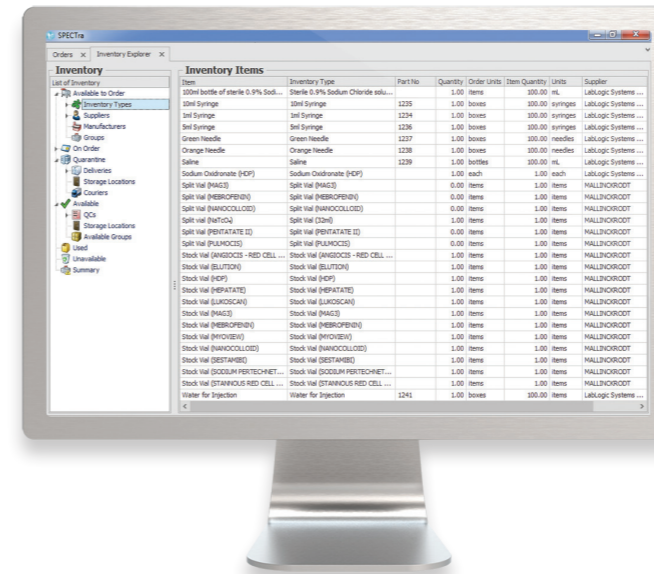 SPECTra
Orders x Inventory Explorer x
Inventory
List of Inventory
Available to Order
Inventory Types
Suppliers
Manufacturers
Groups
On Order
Quarantine
Deliveries
Storage Locations
Couriers
Available
QCs
Storage Locations
Available Groups
Used
Unavailable
Summary
Inventory Items
Item Inventory Type Part No Quantity Order Units Item Quantity Units Supplier
100ml bottle of sterile 0.9% Sodi... Sterile 0.9% Sodium Chloride solu... 1.00 items 100.00 mL LabLogic Systems ...
10ml Syringe 10ml Syringe 1235 1.00 boxes 100.00 syringes LabLogic Systems ...
1ml Syringe 1ml Syringe 1234 1.00 boxes 100.00 syringes LabLogic Systems ...
5ml Syringe 5ml Syringe 1236 1.00 boxes 100.00 syringes LabLogic Systems ...
Green Needle Green Needle 1237 1.00 boxes 100.00 needles LabLogic Systems ...
Orange Needle Orange Needle 1238 1.00 boxes 100.00 needles LabLogic Systems ...
Saline Saline 1239 1.00 bottles 100.00 mL LabLogic Systems ...
Sodium Oxidronate (HDP) Sodium Oxidronate (HDP) 1.00 each 1.00 each LabLogic Systems ...
Split Vial (MAG3) Split Vial (MAG3) 0.00 items 1.00 items MALLINCKRODT
Split Vial (MEBROFENIN) Split Vial (MEBROFENIN) 0.00 items 1.00 items MALLINCKRODT
Split Vial (NANOCOLLOID) Split Vial (NANOCOLLOID) 0.00 items 1.00 items MALLINCKRODT
Split vial (NaTcO₄) Split Vial (32ml) 1.00 items 1.00 items MALLINCKRODT
Split Vial (PENTATATE II) Split Vial (PENTATATE II) 0.00 items 1.00 items MALLINCKRODT
Split Vial (PULMOCIS) Split Vial (PULMOCIS) 0.00 items 1.00 items MALLINCKRODT
Stock Vial (ANGIOCIS - RED CELL ... Stock Vial (ANGIOCIS - RED CELL ... 1.00 items 1.00 items MALLINCKRODT
Stock Vial (ELUTION) Stock Vial (ELUTION) 1.00 items 1.00 items MALLINCKRODT
Stock Vial (HDP) Stock Vial (HDP) 1.00 items 1.00 items MALLINCKRODT
Stock Vial (HEPATATE) Stock Vial (HEPATATE) 1.00 items 1.00 items MALLINCKRODT
Stock Vial (LUKOSCAN) Stock Vial (LUKOSCAN) 1.00 items 1.00 items MALLINCKRODT
Stock Vial (MAG3) Stock Vial (MAG3) 1.00 items 1.00 items MALLINCKRODT
Stock Vial (MEBROFENIN) Stock Vial (MEBROFENIN) 1.00 items 1.00 items MALLINCKRODT
Stock Vial (MYOVIEW) Stock Vial (MYOVIEW) 1.00 items 1.00 items MALLINCKRODT
Stock Vial (NANOCOLLOID) Stock Vial (NANOCOLLOID) 1.00 items 1.00 items MALLINCKRODT
Stock Vial (SESTAMIBI) Stock Vial (SESTAMIBI) 1.00 items 1.00 items MALLINCKRODT
Stock Vial (SODIUM PERTECHNET... Stock Vial (SODIUM PERTECHNET... 1.00 items 1.00 items MALLINCKRODT
Stock Vial (STANNOUS RED CELL ... Stock Vial (STANNOUS RED CELL ... 1.00 items 1.00 items MALLINCKRODT
Water for Injection Water for Injection 1241 1.00 boxes 100.00 items LabLogic Systems ...